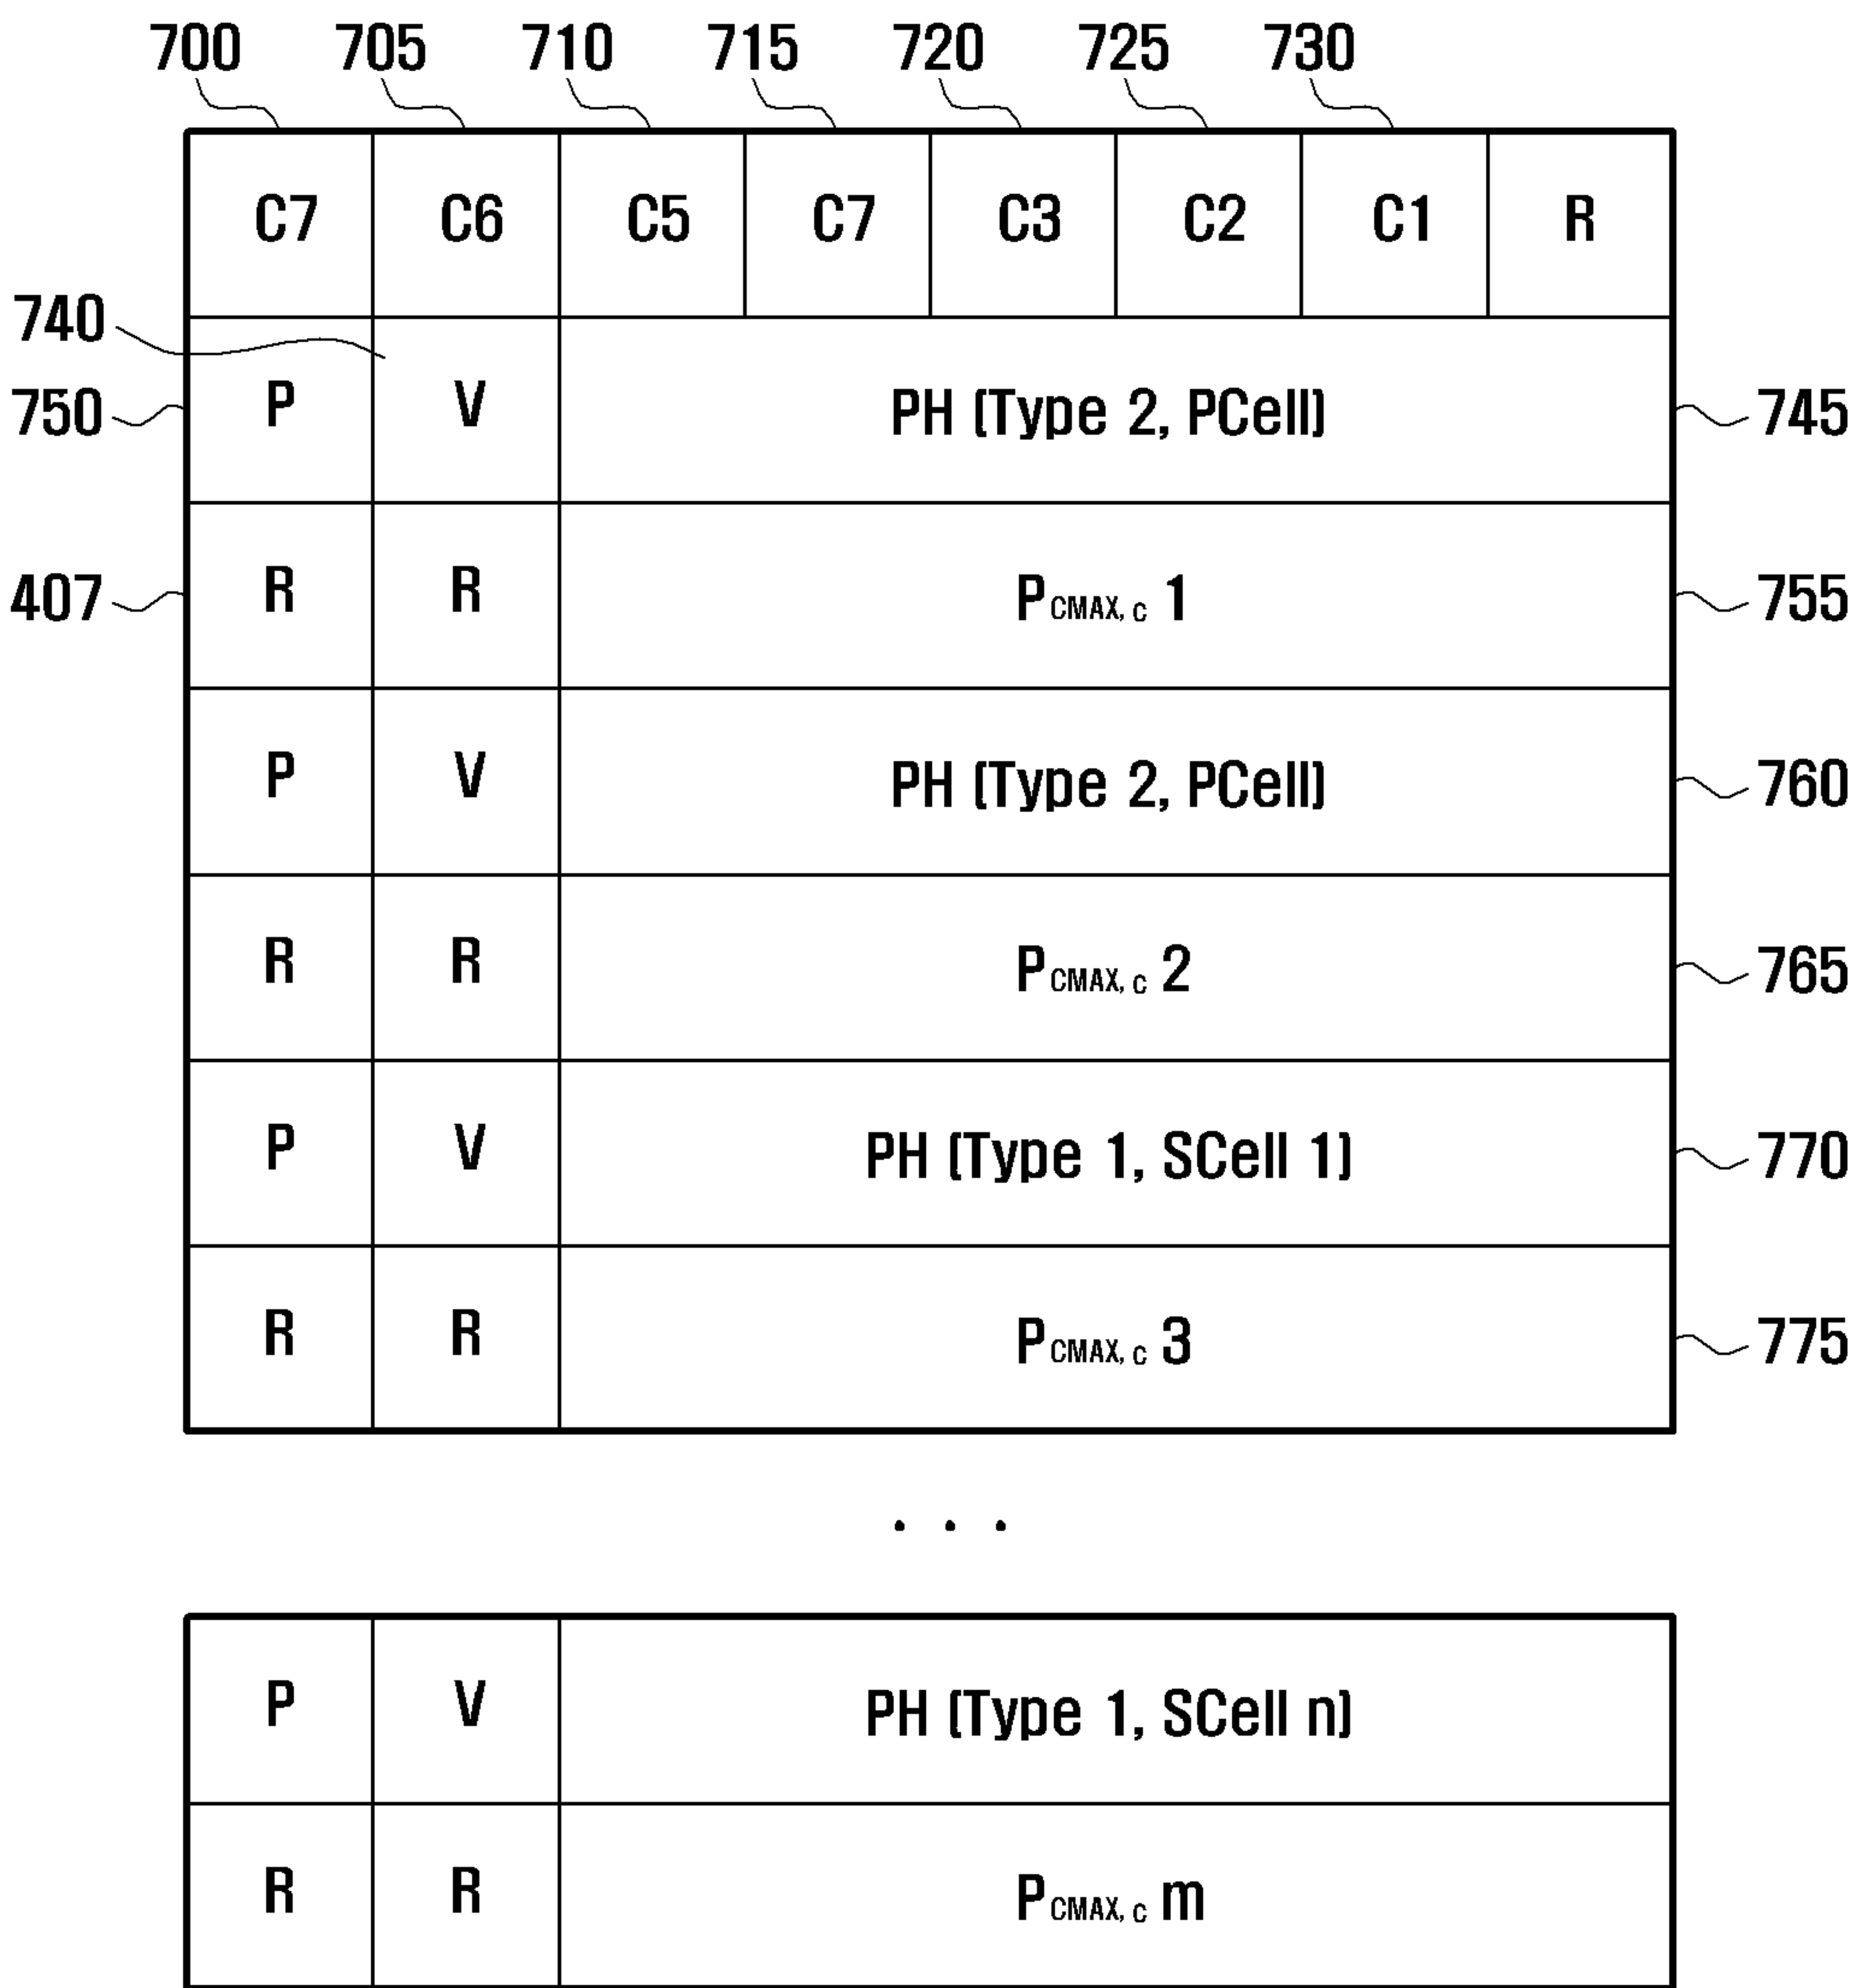 700 705 710 715 720 725 730
C7 C6 C5 C7 C3 C2 C1 R
740
750 P V PH (Type 2, PCell) 745
407 R R PCMAX, c 1 755
P V PH (Type 2, PCell) 760
R R PCMAX, c 2 765
P V PH (Type 1, SCell 1) 770
R R PCMAX, c 3 775
. . .
P V PH (Type 1, SCell n)
R R PCMAX, c m